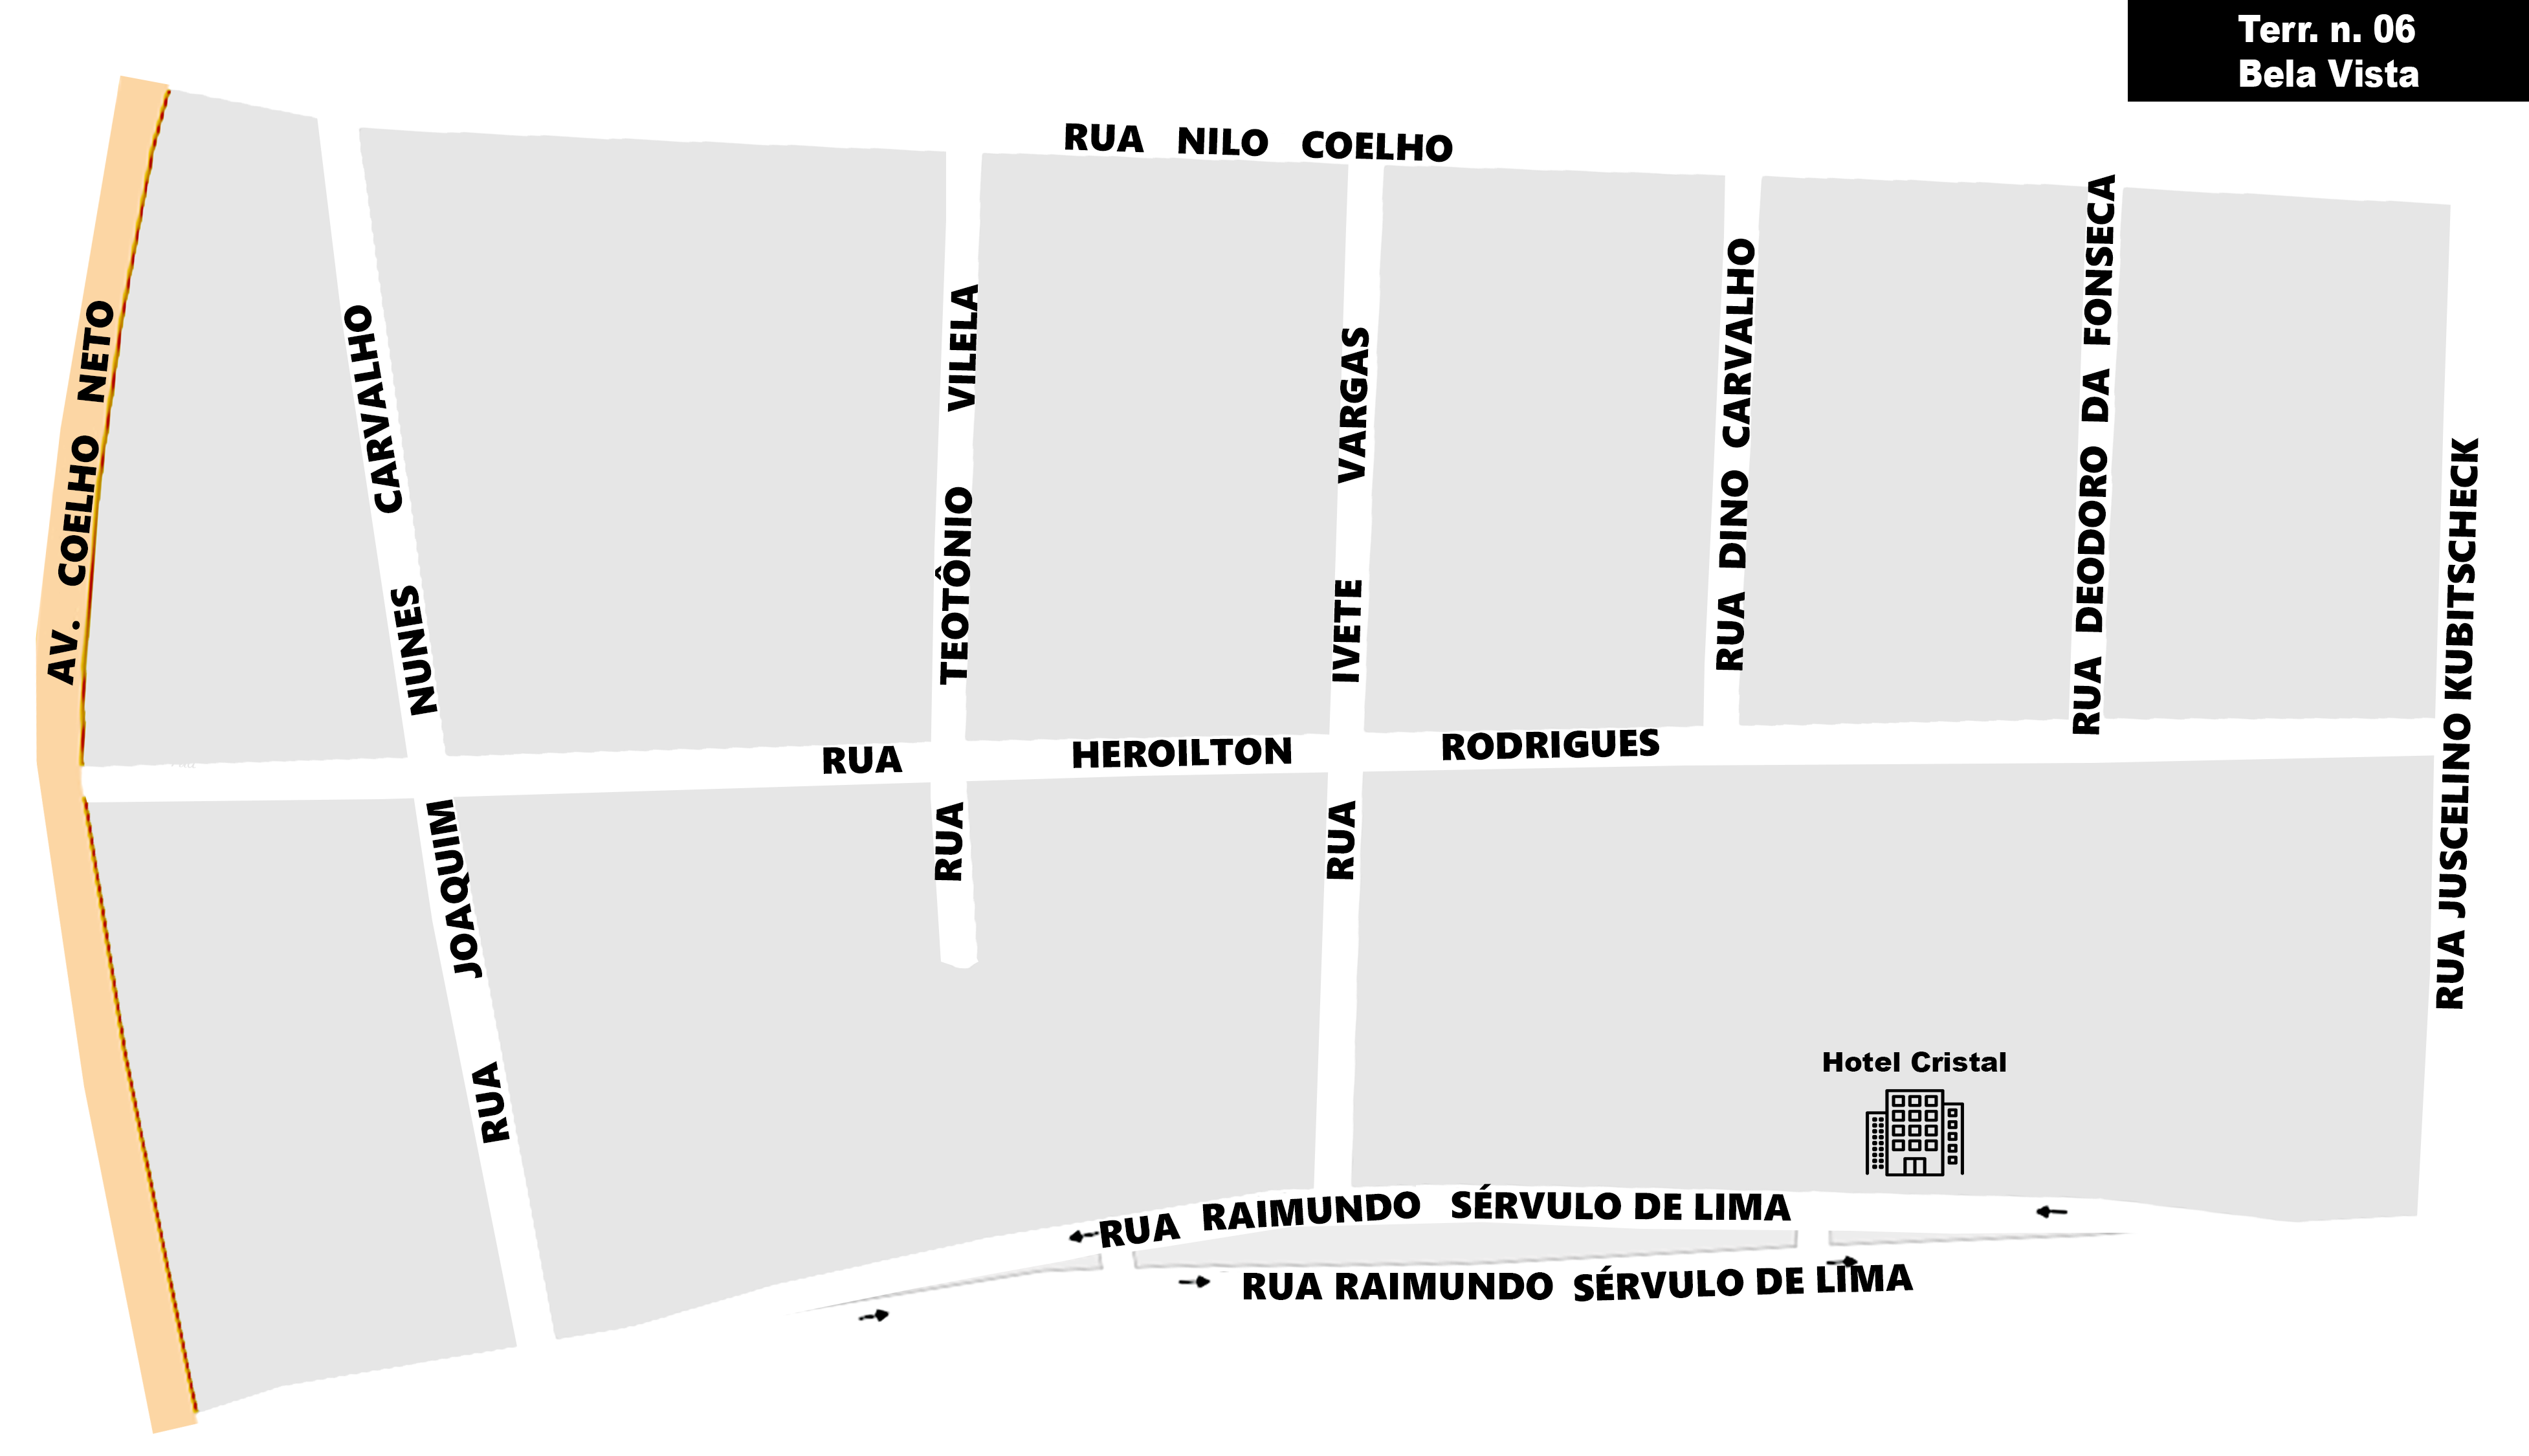 Terr. n. 06
Bela Vista
RUA NILO COELHO
AV. COELHO NETO
RUA JOAQUIM NUNES CARVALHO
RUA TEOTÔNIO VILELA
RUA IVETE VARGAS
RUA DINO CARVALHO
RUA DEODORO DA FONSECA
RUA JUSCELINO KUBITSCHECK
RUA HEROILTON RODRIGUES
Hotel Cristal
RUA RAIMUNDO SÉRVULO DE LIMA
RUA RAIMUNDO SÉRVULO DE LIMA